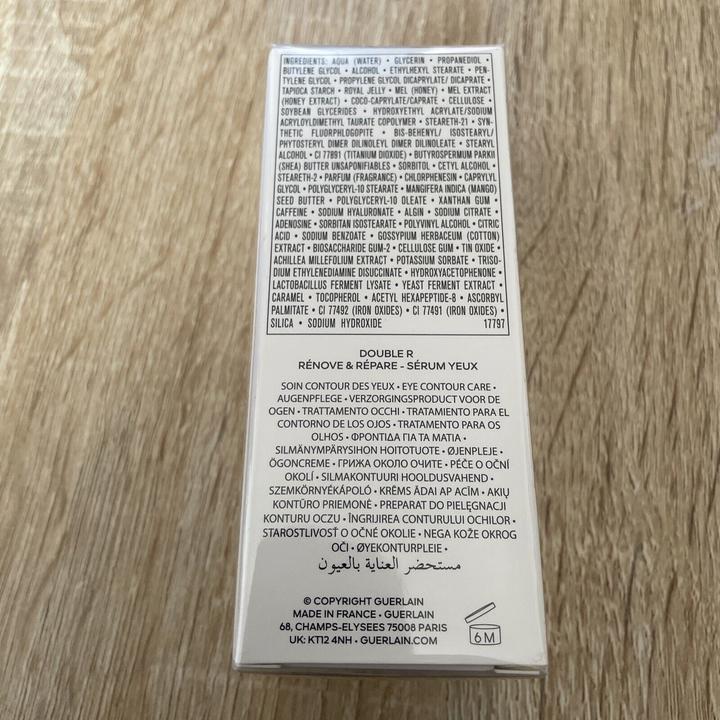 INGREDIENTS: AQUA (WATER) • GLYCERIN • PROPANEDIOL •
BUTYLENE GLYCOL • ALCOHOL • ETHYLHEXYL STEARATE • PEN-
TYLENE GLYCOL • PROPYLENE GLYCOL DICAPRYLATE/ DICAPRATE •
TAPIOCA STARCH • ROYAL JELLY • MEL (HONEY) • MEL EXTRACT
(HONEY EXTRACT) • COCO-CAPRYLATE/CAPRATE • CELLULOSE •
SOYBEAN GLYCERIDES • HYDROXYETHYL ACRYLATE/SODIUM
ACRYLOYLDIMETHYL TAURATE COPOLYMER • STEARETH-21 • SYN-
THETIC FLUORPHLOGOPITE • BIS-BEHENYL/ ISOSTEARYL/
PHYTOSTERYL DIMER DILINOLEYL DIMER DILINOLEATE • STEARYL
ALCOHOL • CI 77891 (TITANIUM DIOXIDE) • BUTYROSPERMUM PARKII
(SHEA) BUTTER UNSAPONIFIABLES • SORBITOL • CETYL ALCOHOL •
STEARETH-2 • PARFUM (FRAGRANCE) • CHLORPHENESIN • CAPRYLYL
GLYCOL • POLYGLYCERYL-10 STEARATE • MANGIFERA INDICA (MANGO)
SEED BUTTER • POLYGLYCERYL-10 OLEATE • XANTHAN GUM •
CAFFEINE • SODIUM HYALURONATE • ALGIN • SODIUM CITRATE •
ADENOSINE • SORBITAN ISOSTEARATE • POLYVINYL ALCOHOL • CITRIC
ACID • SODIUM BENZOATE • GOSSYPIUM HERBACEUM (COTTON)
EXTRACT • BIOSACCHARIDE GUM-2 • CELLULOSE GUM • TIN OXIDE •
ACHILLEA MILLEFOLIUM EXTRACT • POTASSIUM SORBATE • TRISO-
DIUM ETHYLENEDIAMINE DISUCCINATE • HYDROXYACETOPHENONE •
LACTOBACILLUS FERMENT LYSATE • YEAST FERMENT EXTRACT •
CARAMEL • TOCOPHEROL • ACETYL HEXAPEPTIDE-8 • ASCORBYL
PALMITATE • CI 77492 (IRON OXIDES) • CI 77491 (IRON OXIDES) •
SILICA • SODIUM HYDROXIDE 17797
DOUBLE R
RÉNOVE & RÉPARE - SÉRUM YEUX
SOIN CONTOUR DES YEUX • EYE CONTOUR CARE •
AUGENPFLEGE • VERZORGINGSPRODUCT VOOR DE
OGEN • TRATTAMENTO OCCHI • TRATAMIENTO PARA EL
CONTORNO DE LOS OJOS • TRATAMENTO PARA OS
OLHOS • ΦΡΟΝΤΙΔΑ ΓΙΑ ΤΑ ΜΑΤΙΑ •
SILMÄNYMPÄRYSIHON HOITOTUOTE • ØJENPLEJE •
ÖGONCREME • ГРИЖА ОКОЛО ОЧИТЕ • PÉČE O OČNÍ
OKOLÍ • SILMAKONTUURI HOOLDUSVAHEND •
SZEMKÖRNYÉKÁPOLÓ • KRĒMS ĀDAI AP ACĪM • AKIŲ
KONTŪRO PRIEMONĖ • PREPARAT DO PIELĘGNACJI
KONTURU OCZU • ÎNGRIJIREA CONTURULUI OCHILOR •
STAROSTLIVOSŤ O OČNÉ OKOLIE • NEGA KOŽE OKROG
OČI • ØYEKONTURPLEIE •
مستحضر العناية بالعيون
© COPYRIGHT GUERLAIN
MADE IN FRANCE • GUERLAIN
68, CHAMPS-ELYSEES 75008 PARIS
UK: KT12 4NH • GUERLAIN.COM
6M